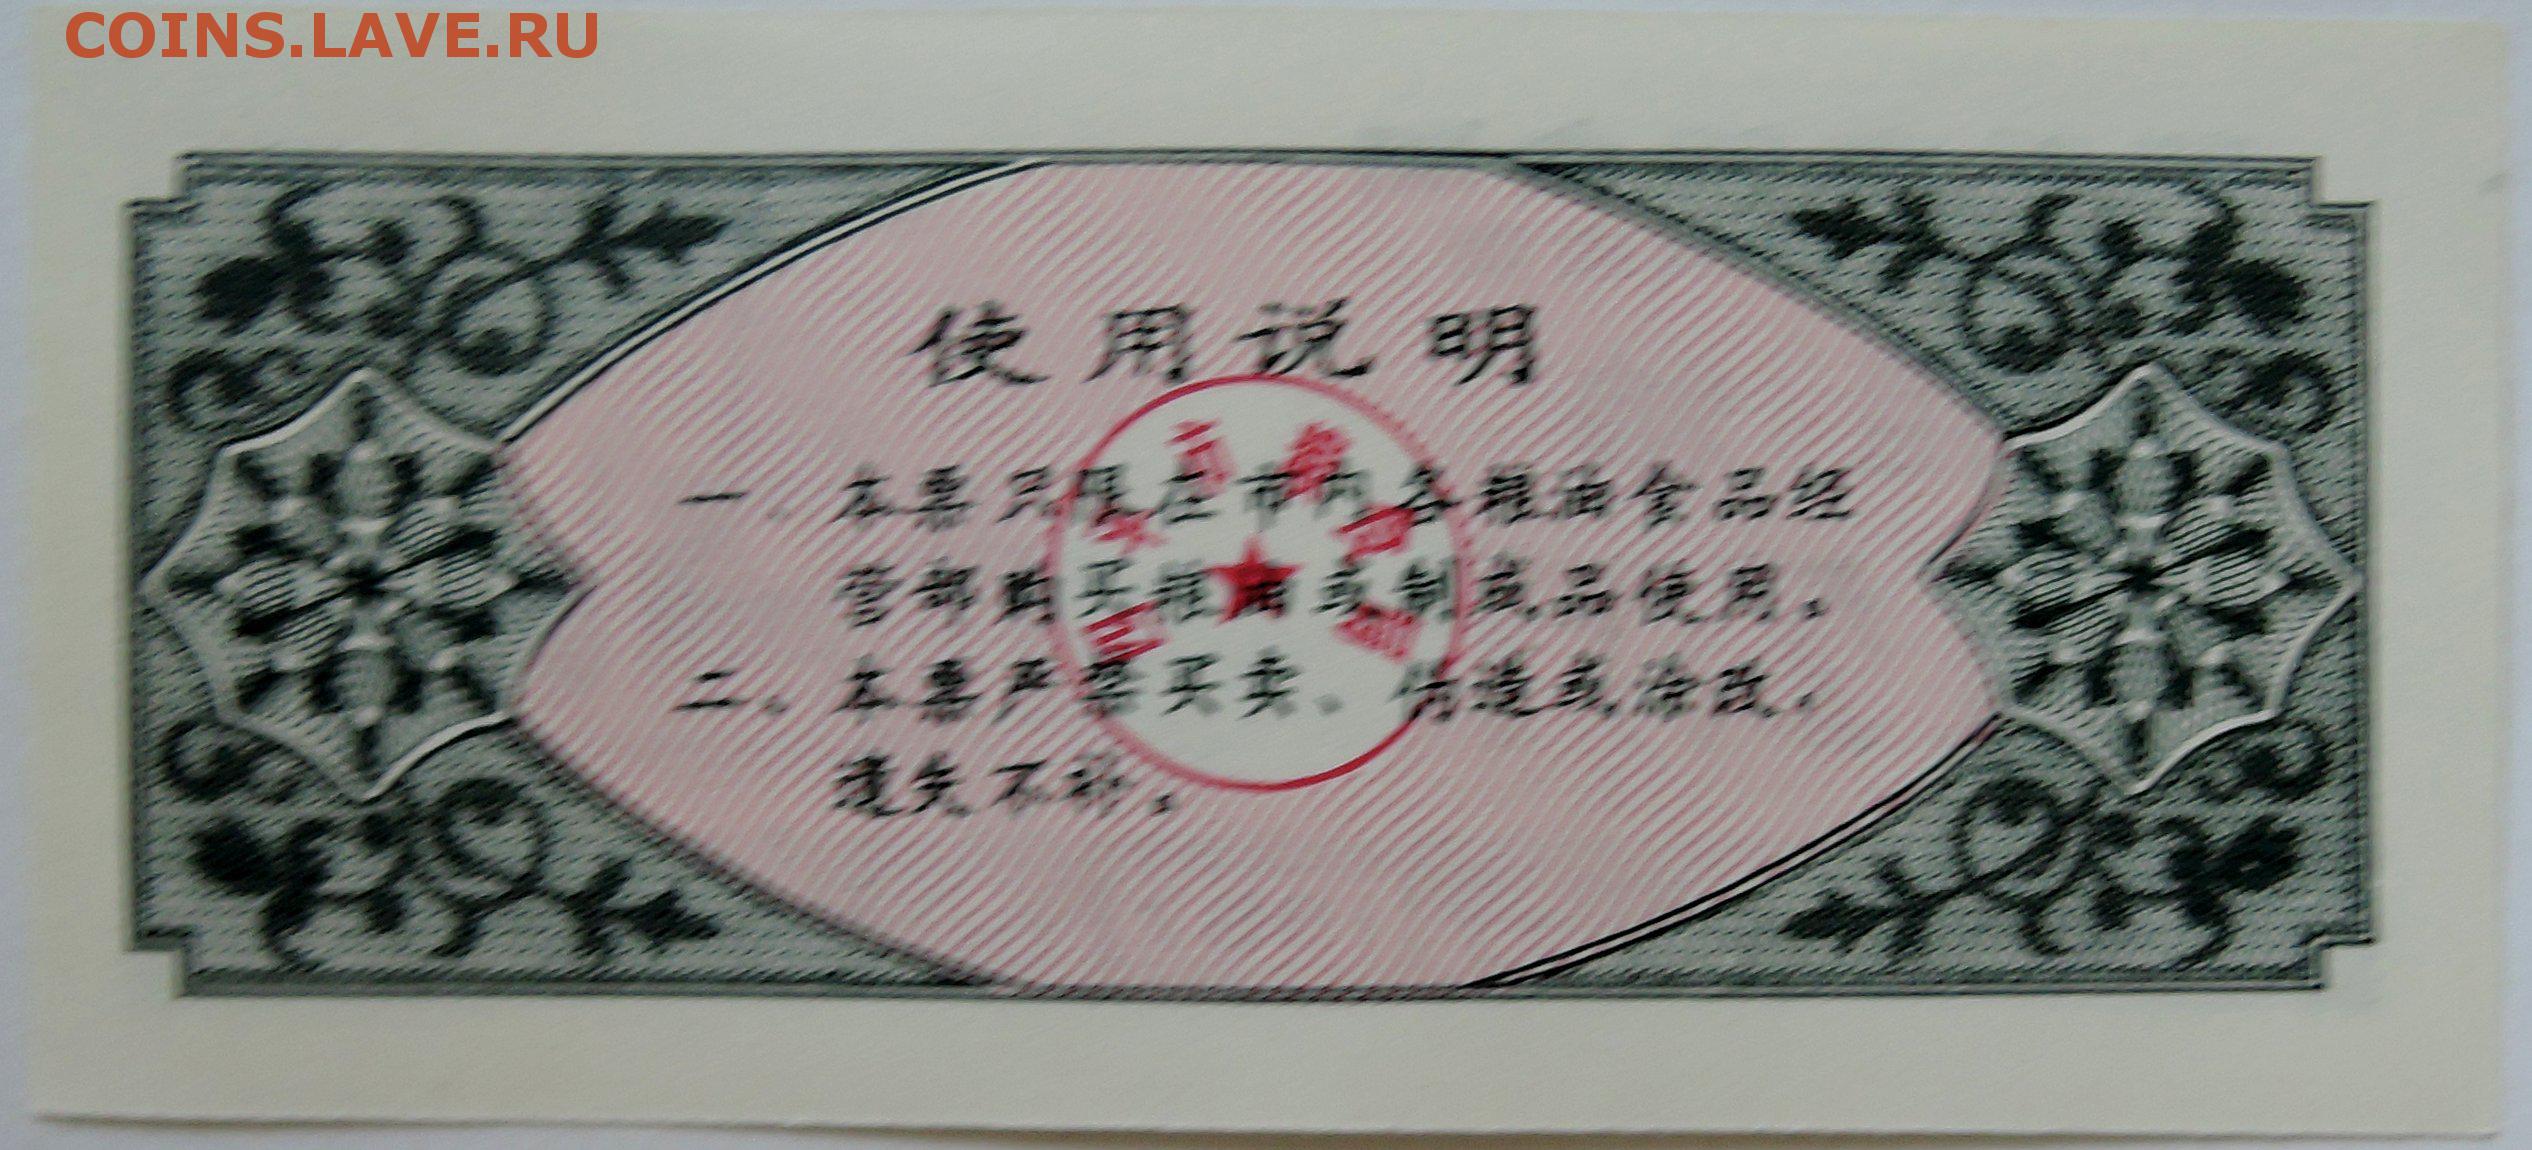 COINS.LAVE.RU
使用说明
一、本票只限在市内各粮油食品经
营部购买粮油或制成品使用。
二、本票严禁买卖、伪造或涂改，
遗失不补。